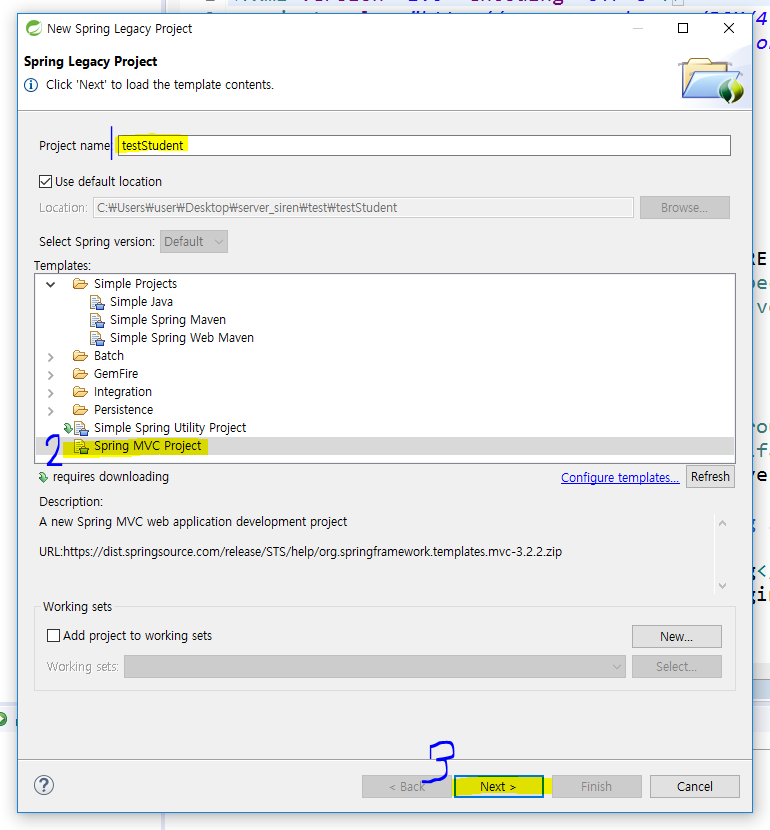 New Spring Legacy Project
Spring Legacy Project
Click 'Next' to load the template contents.
Project name: testStudent
Use default location
Location: C:₩Users₩user₩Desktop₩server_siren₩test₩testStudent Browse...
Select Spring version: Default
Templates:
Simple Projects
Simple Java
Simple Spring Maven
Simple Spring Web Maven
Batch
GemFire
Integration
Persistence
Simple Spring Utility Project
2 Spring MVC Project
requires downloading Configure templates... Refresh
Description:
A new Spring MVC web application development project
URL:https://dist.springsource.com/release/STS/help/org.springframework.templates.mvc-3.2.2.zip
Working sets
Add project to working sets New...
Working sets: Select...
3
? < Back Next > Finish Cancel